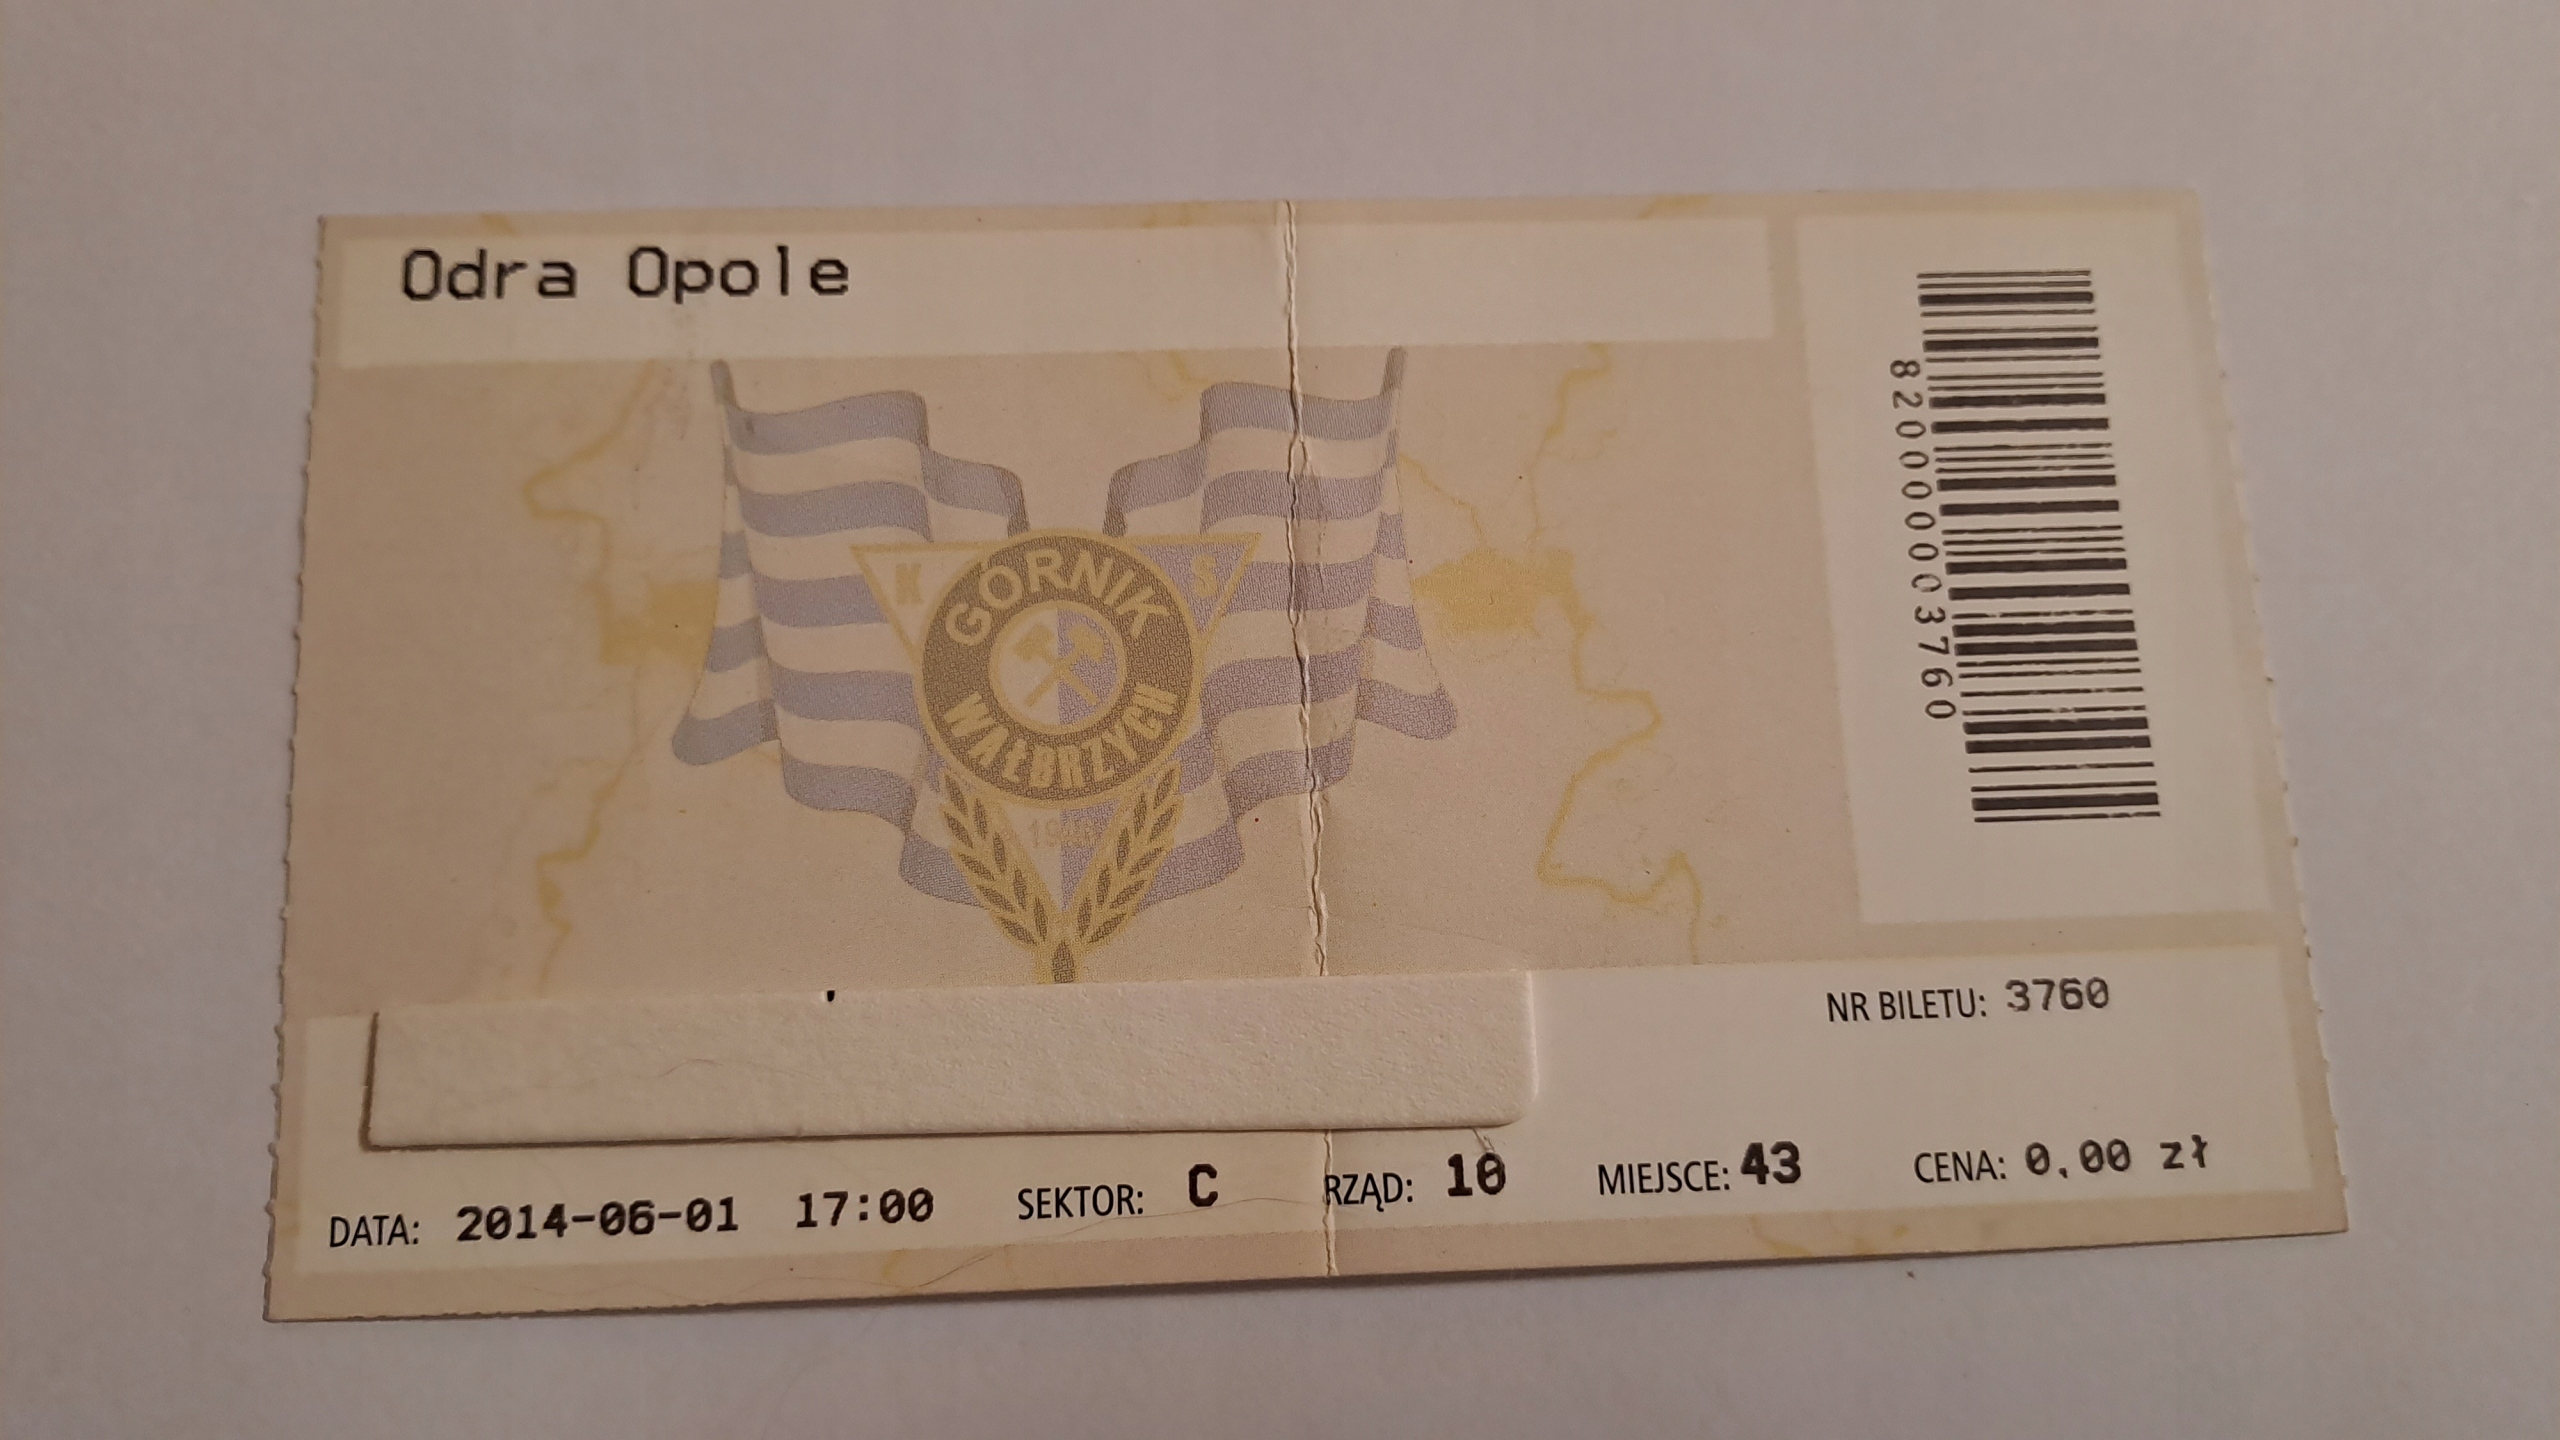 Odra Opole
8200000003760
K S
GÓRNIK
WAŁBRZYCH
NR BILETU: 3760
DATA: 2014-06-01 17:00 SEKTOR: C RZĄD: 10 MIEJSCE: 43 CENA: 0,00 zł